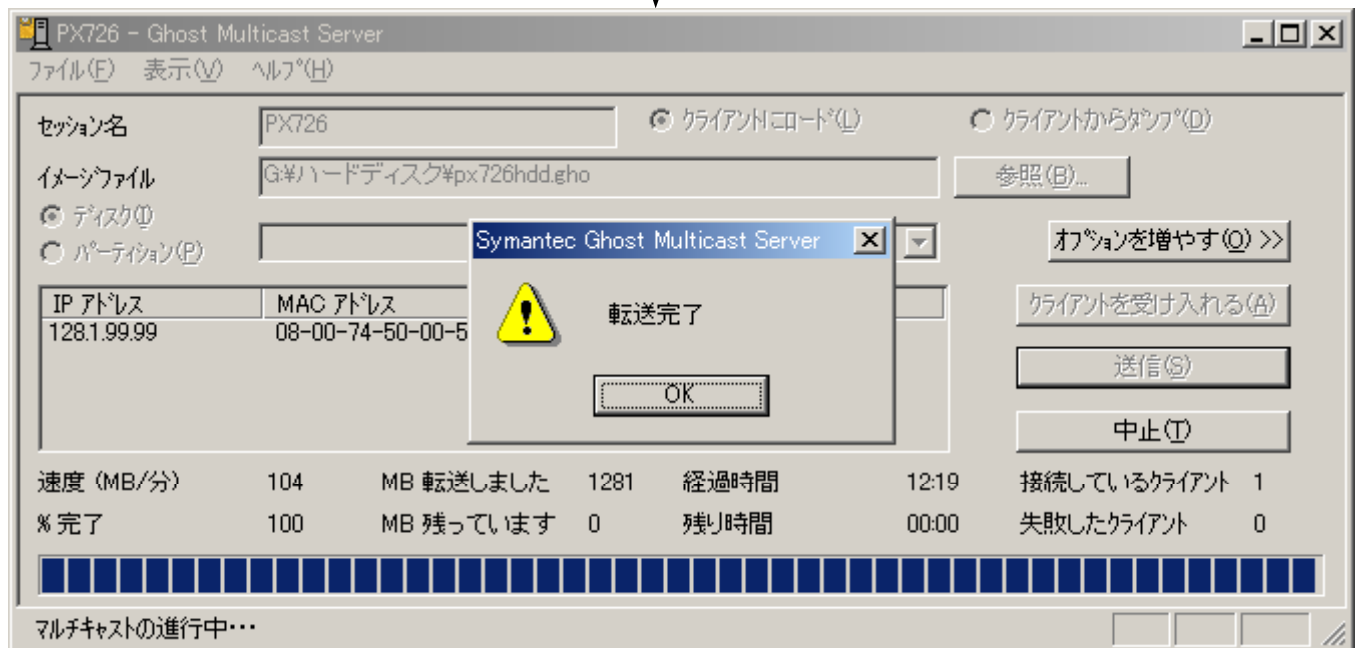 PX726 - Ghost Multicast Server
ファイル(F) 表示(V) ヘルプ(H)
セッション名 PX726 クライアントにロード(L) クライアントからダンプ(D)
イメージファイル G:¥ハードディスク¥px726hdd.gho 参照(B)...
ディスク(I)
パーティション(P)
オプションを増やす(O) >>
Symantec Ghost Multicast Server
転送完了
OK
IP アドレス MAC アドレス
128.1.99.99 08-00-74-50-00-5
クライアントを受け入れる(A)
送信(S)
中止(T)
速度 (MB/分) 104 MB 転送しました 1281 経過時間 12:19 接続しているクライアント 1
% 完了 100 MB 残っています 0 残り時間 00:00 失敗したクライアント 0
マルチキャストの進行中・・・